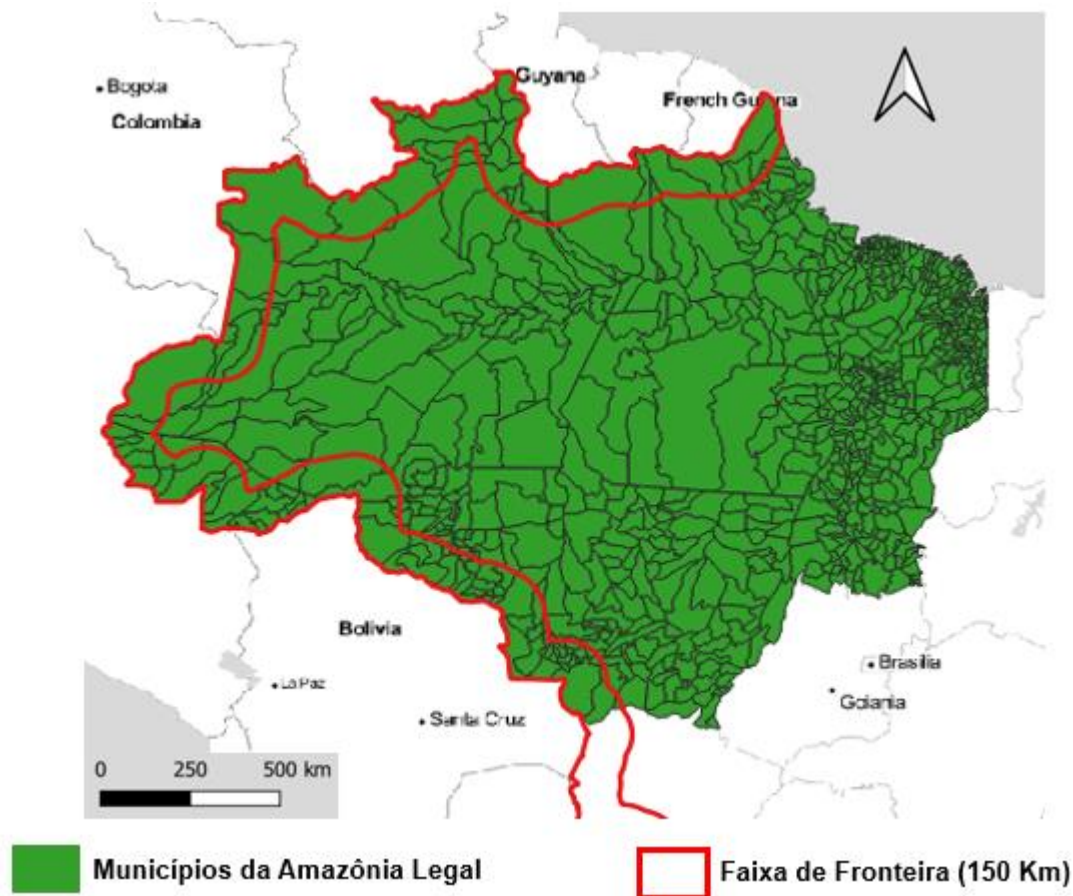 Guyana
Bogota
French Guyana
Colombia
Bolivia
Brasilia
La Paz
Goiania
Santa Cruz
0 250 500 km
Municípios da Amazônia Legal
Faixa de Fronteira (150 Km)